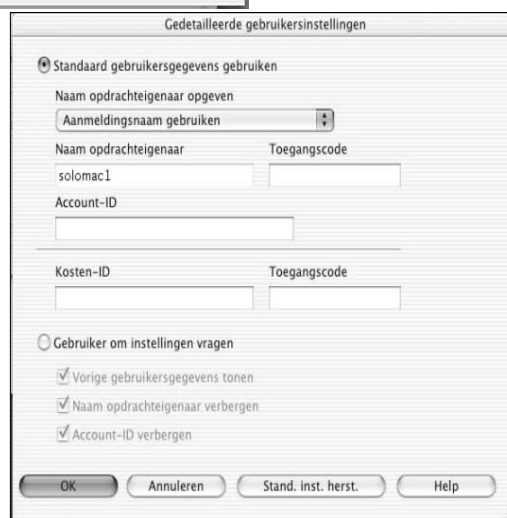 Gedetailleerde gebruikersinstellingen
Standaard gebruikersgegevens gebruiken
Naam opdrachteigenaar opgeven
Aanmeldingsnaam gebruiken
Naam opdrachteigenaar Toegangscode
solomac1
Account-ID
Kosten-ID Toegangscode
Gebruiker om instellingen vragen
Vorige gebruikersgegevens tonen
Naam opdrachteigenaar verbergen
Account-ID verbergen
OK Annuleren Stand. inst. herst. Help